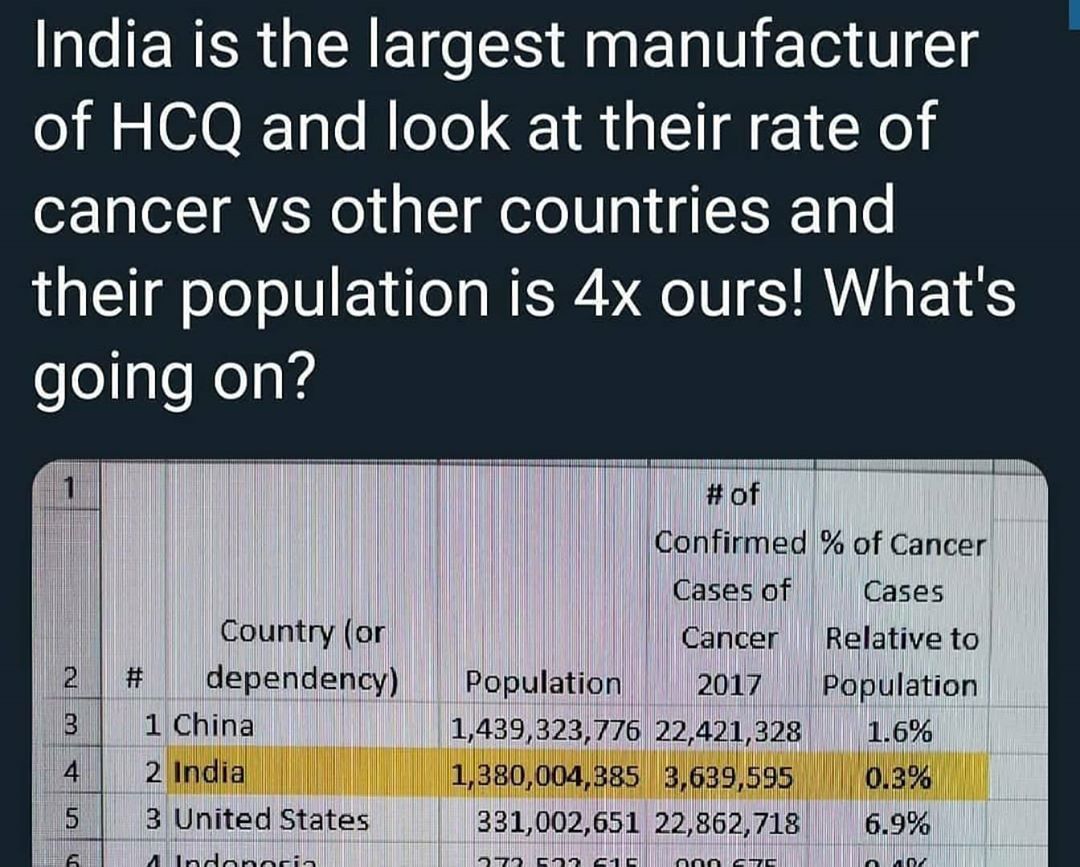 India is the largest manufacturer
of HCQ and look at their rate of
cancer vs other countries and
their population is 4x ours! What's
going on?
1
# of
Confirmed % of Cancer
Cases of Cases
Country (or Cancer Relative to
2 # dependency) Population 2017 Population
3 1 China 1,439,323,776 22,421,328 1.6%
4 2 India 1,380,004,385 3,639,595 0.3%
5 3 United States 331,002,651 22,862,718 6.9%
6 4 Indonesia